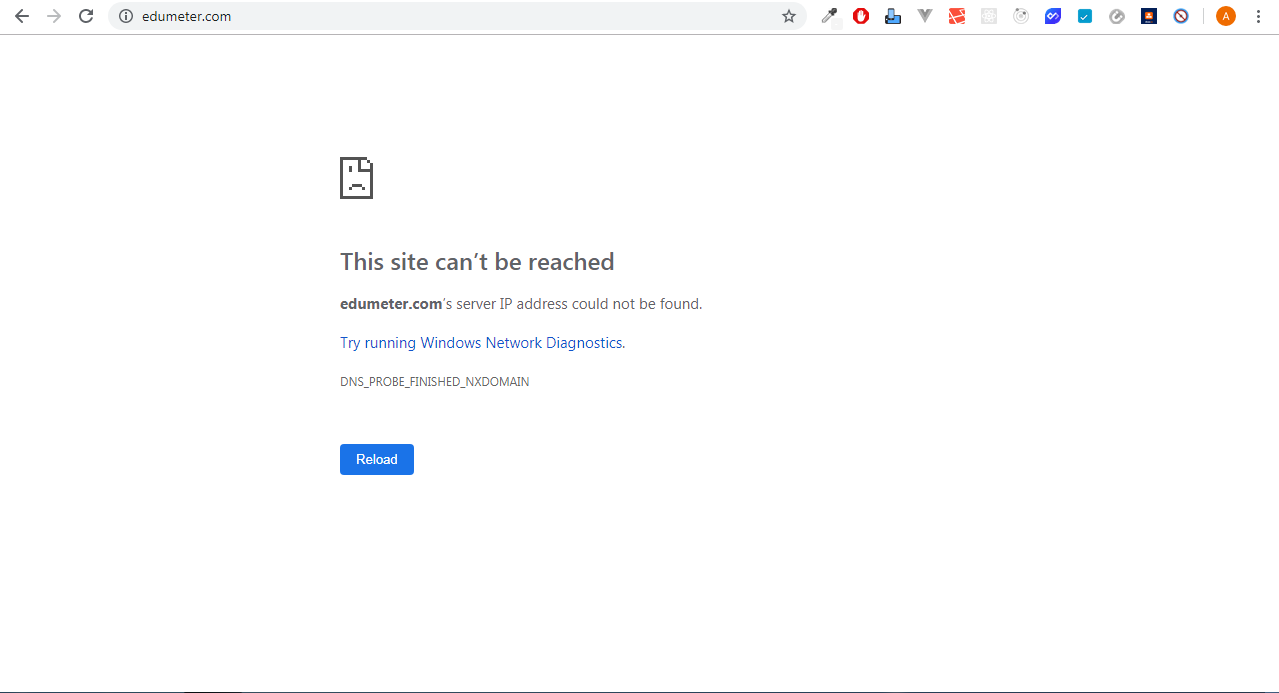 edumeter.com
A
This site can’t be reached
edumeter.com's server IP address could not be found.
Try running Windows Network Diagnostics.
DNS_PROBE_FINISHED_NXDOMAIN
Reload